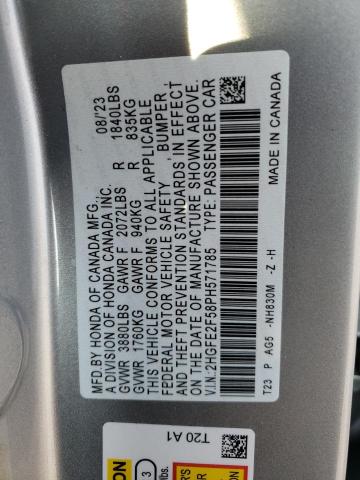 MFD.BY HONDA OF CANADA MFG., 08/'23
A DIVISION OF HONDA CANADA INC.
GVWR 3880LBS GAWR F 2072LBS R 1840LBS
GVWR 1760KG GAWR F 940KG R 835KG
THIS VEHICLE CONFORMS TO ALL APPLICABLE
FEDERAL MOTOR VEHICLE SAFETY, BUMPER,
AND THEFT PREVENTION STANDARDS IN EFFECT
ON THE DATE OF MANUFACTURE SHOWN ABOVE.
V.I.N.:2HGFE2F58PH571785 TYPE: PASSENGER CAR
T23 P AG5 -NH830M -Z -H
MADE IN CANADA
T20 A1
3
lbs.